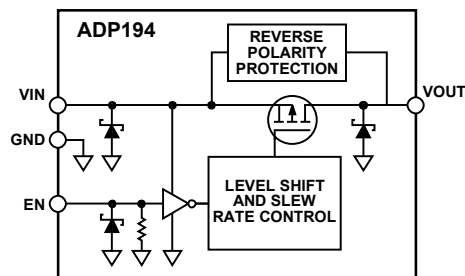 ADP194
REVERSE
POLARITY
PROTECTION
VIN
VOUT
GND
EN
LEVEL SHIFT
AND SLEW
RATE CONTROL